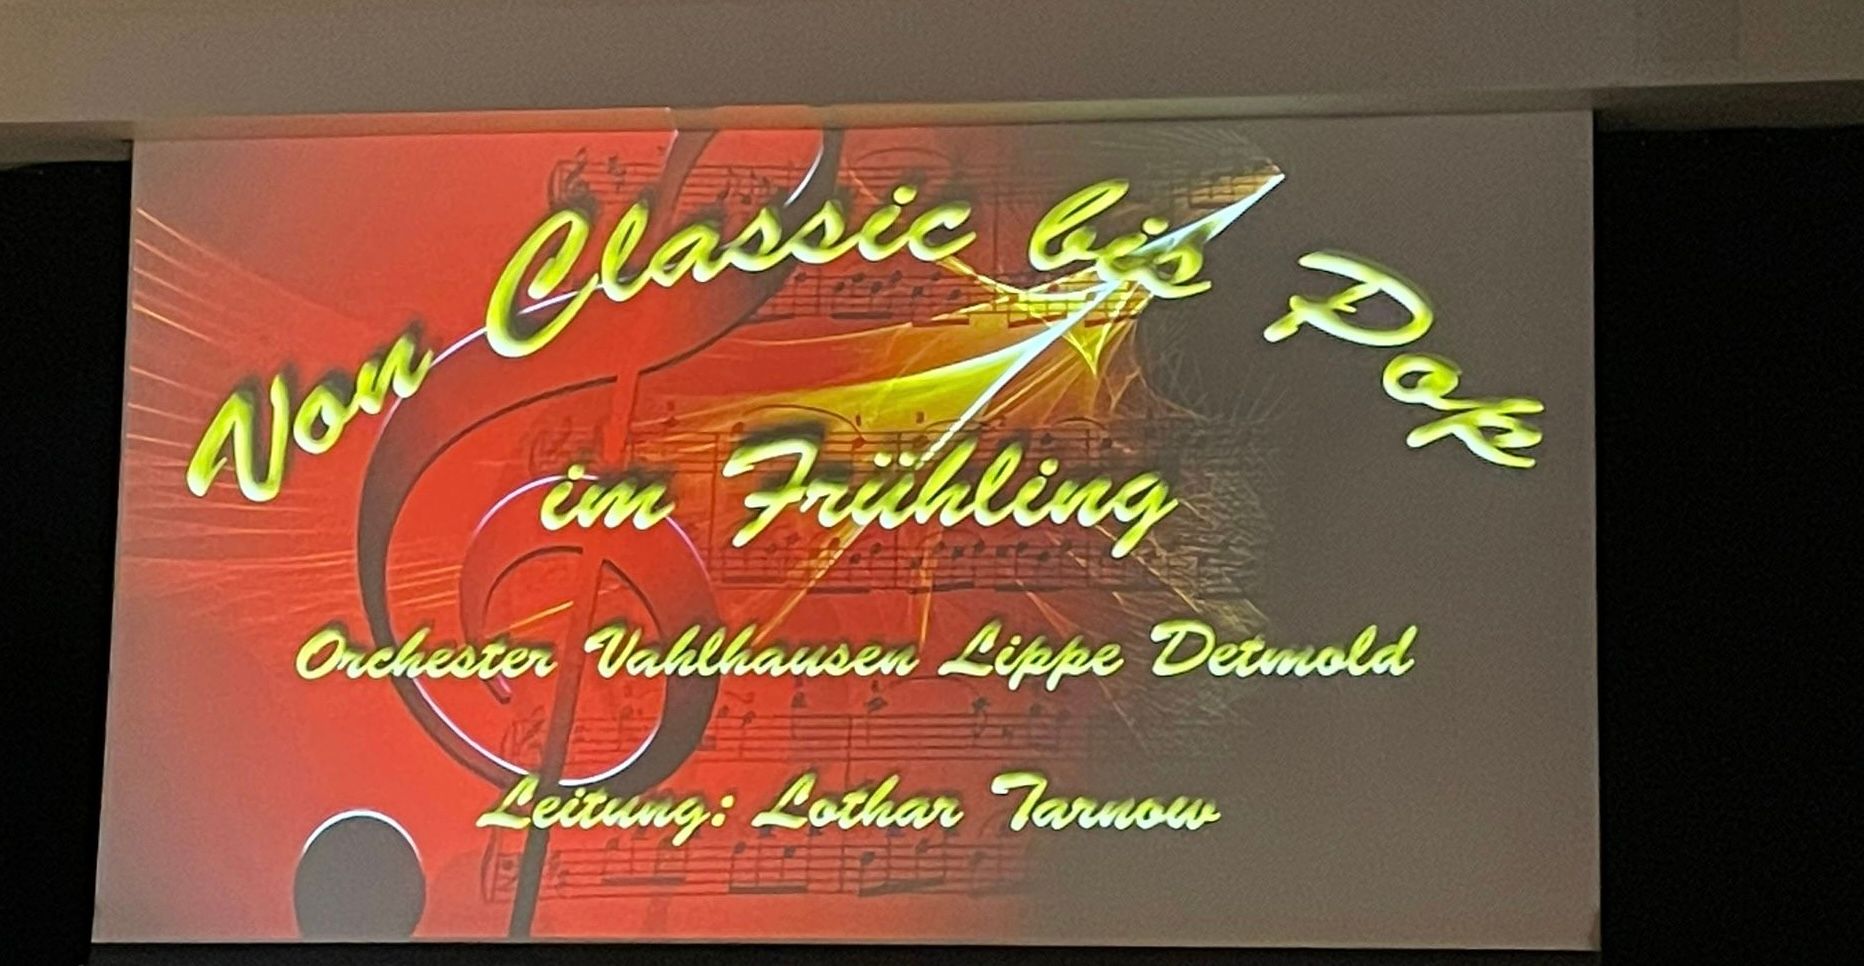 Von Classic bis Pop
im Frühling
Orchester Vahlhausen Lippe Detmold
Leitung: Lothar Tarnow